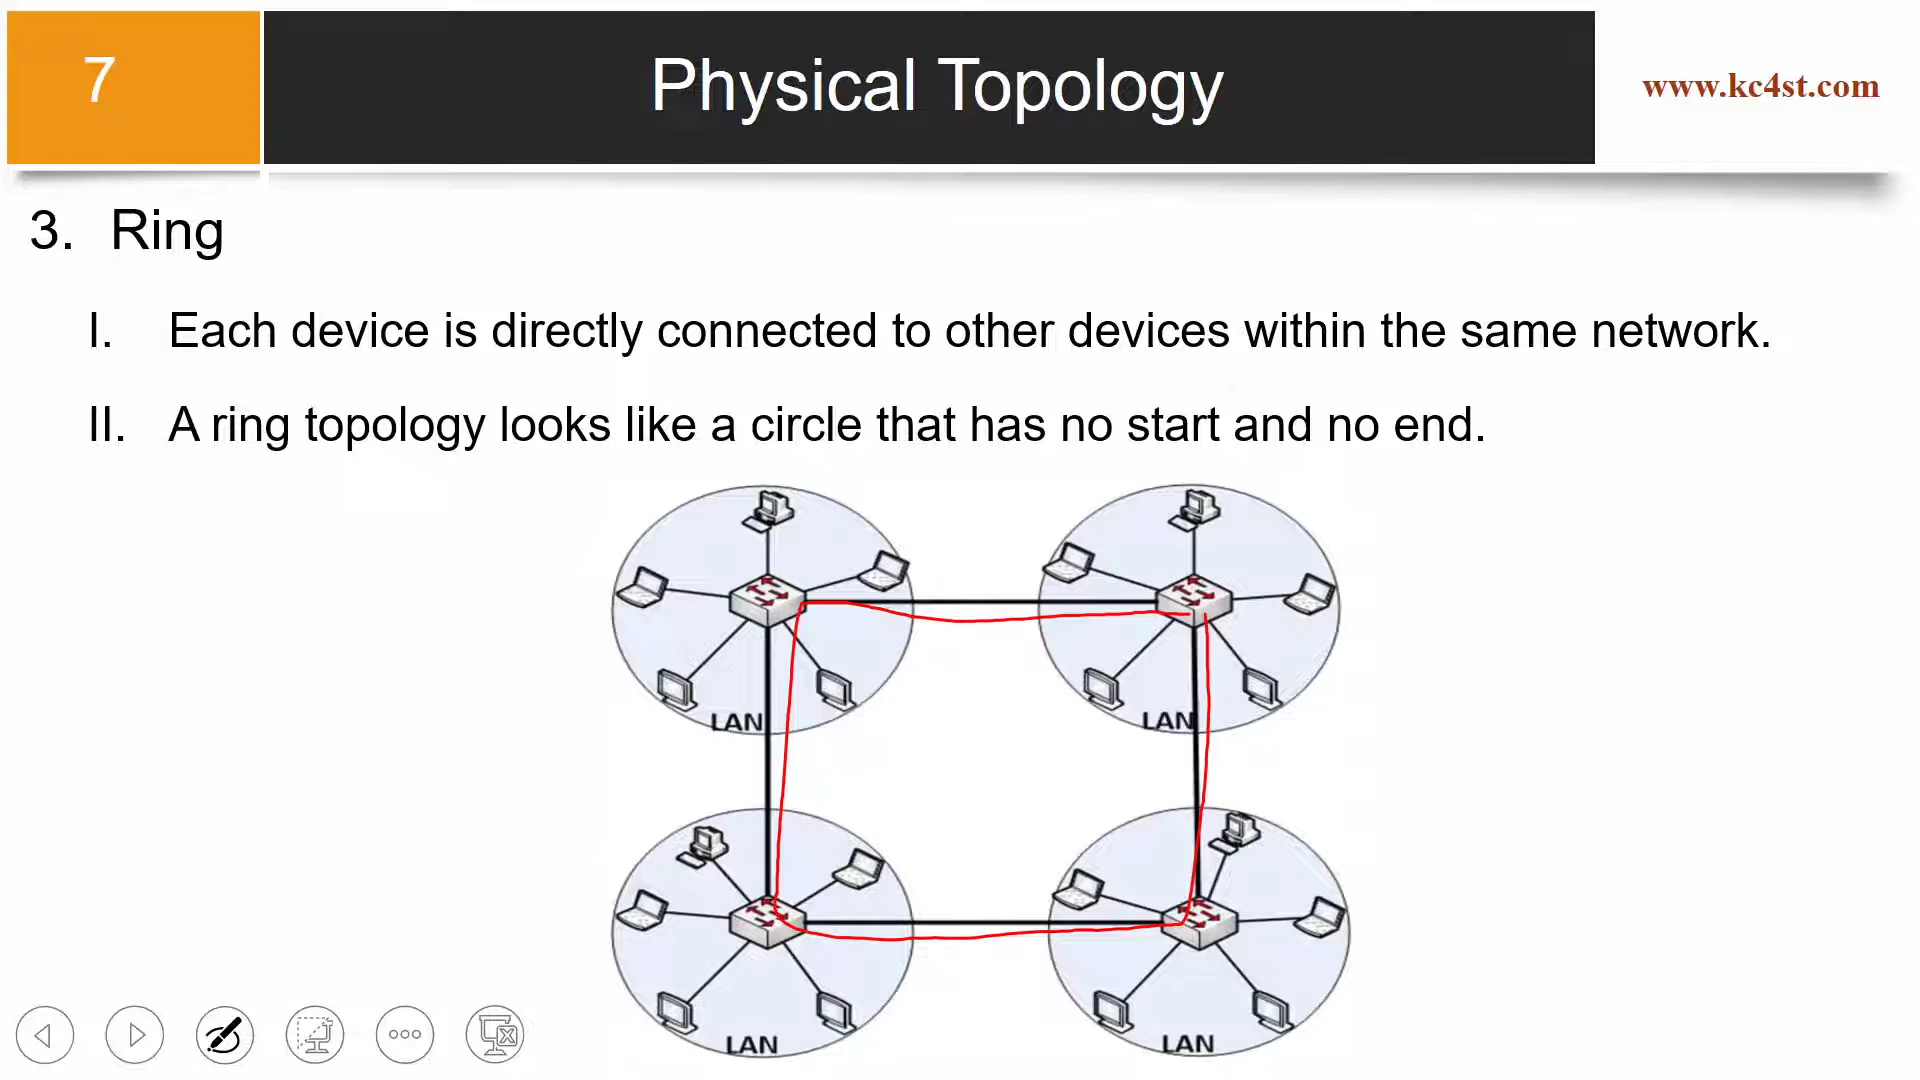 7
Physical Topology
www.kc4st.com
3. Ring
I. Each device is directly connected to other devices within the same network.
II. A ring topology looks like a circle that has no start and no end.
LAN
LAN
LAN
LAN